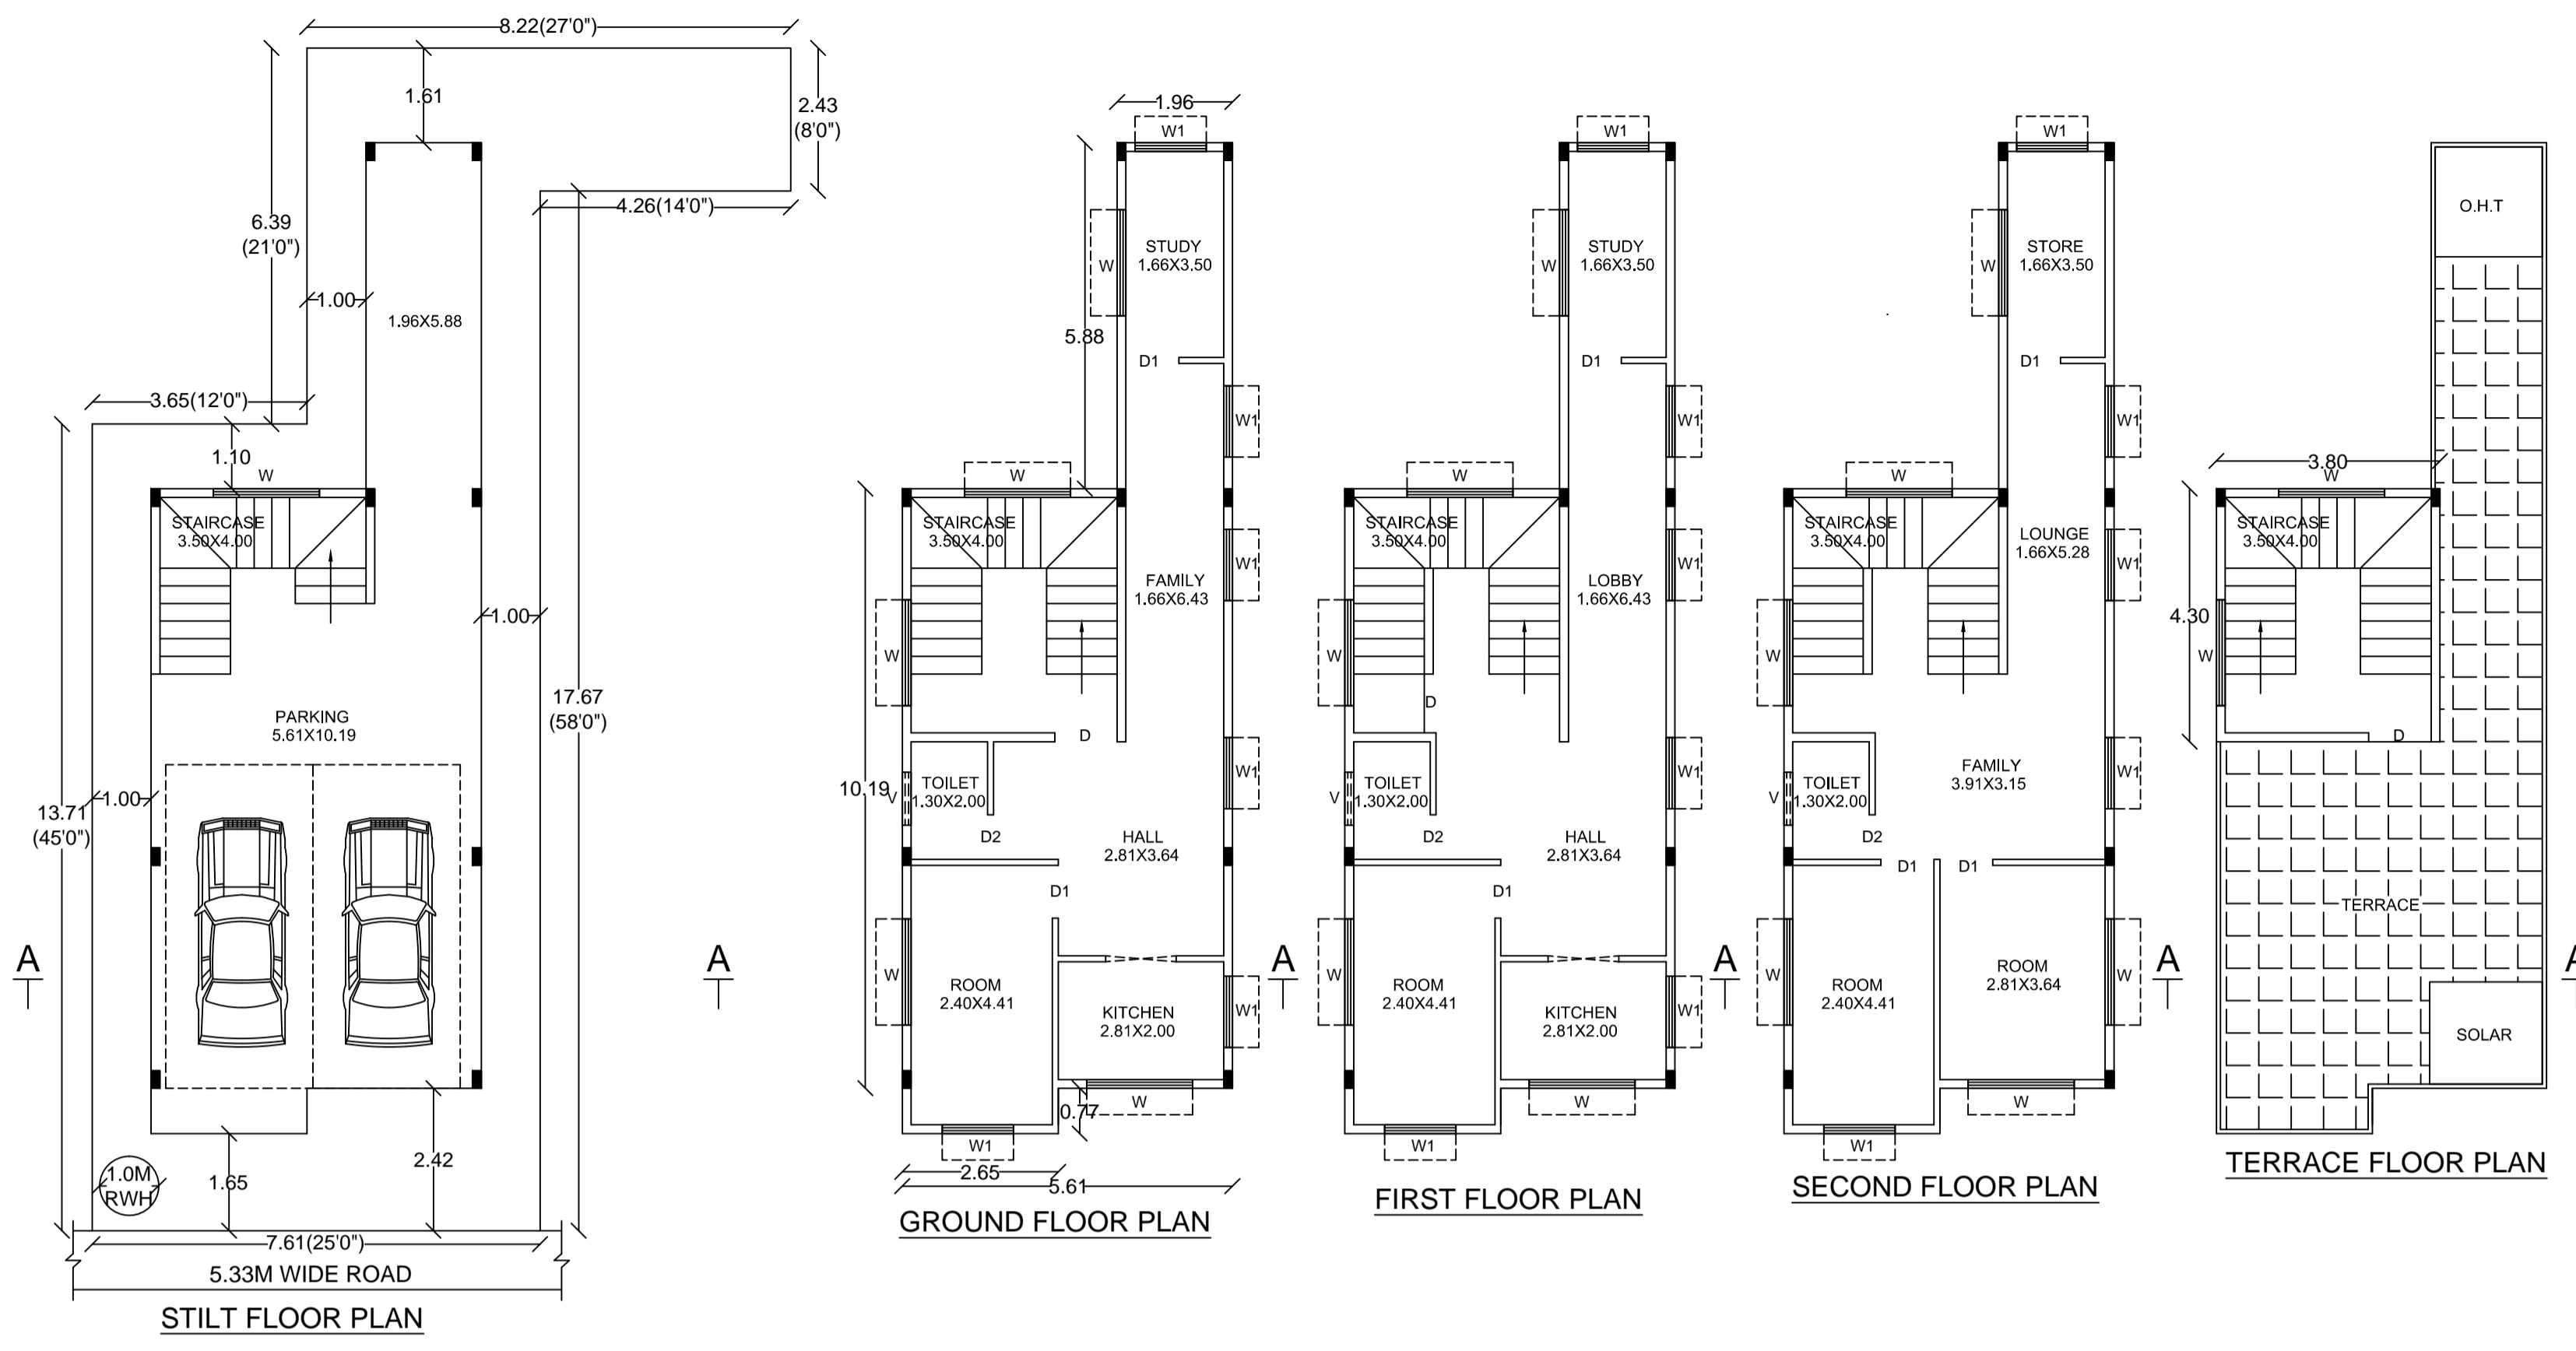 8.22(27'0")
1.61
2.43
(8'0")
6.39
(21'0")
4.26(14'0")
1.00
1.96X5.88
3.65(12'0")
1.10
W
STAIRCASE
3.50X4.00
1.00
17.67
(58'0")
PARKING
5.61X10.19
1.00
13.71
(45'0")
A
A
1.0M
RWH
1.65
2.42
7.61(25'0")
5.33M WIDE ROAD
STILT FLOOR PLAN
1.96
W1
STUDY
1.66X3.50
W
5.88
D1
W1
W
STAIRCASE
3.50X4.00
W1
FAMILY
1.66X6.43
W
D
10.19
V
TOILET
1.30X2.00
W1
D2
HALL
2.81X3.64
D1
W
ROOM
2.40X4.41
KITCHEN
2.81X2.00
W1
A
0.77
W
W1
2.65
5.61
GROUND FLOOR PLAN
W1
STUDY
1.66X3.50
W
D1
W1
W
STAIRCASE
3.50X4.00
W1
LOBBY
1.66X6.43
W
D
V
TOILET
1.30X2.00
W1
D2
HALL
2.81X3.64
D1
W
ROOM
2.40X4.41
KITCHEN
2.81X2.00
W1
A
W
W1
FIRST FLOOR PLAN
W1
STORE
1.66X3.50
W
D1
W1
W
STAIRCASE
3.50X4.00
LOUNGE
1.66X5.28
W1
W
V
TOILET
1.30X2.00
FAMILY
3.91X3.15
W1
D2
D1
D1
W
ROOM
2.40X4.41
ROOM
2.81X3.64
W
A
W
W1
SECOND FLOOR PLAN
O.H.T
3.80
W
STAIRCASE
3.50X4.00
4.30
W
D
TERRACE
SOLAR
TERRACE FLOOR PLAN